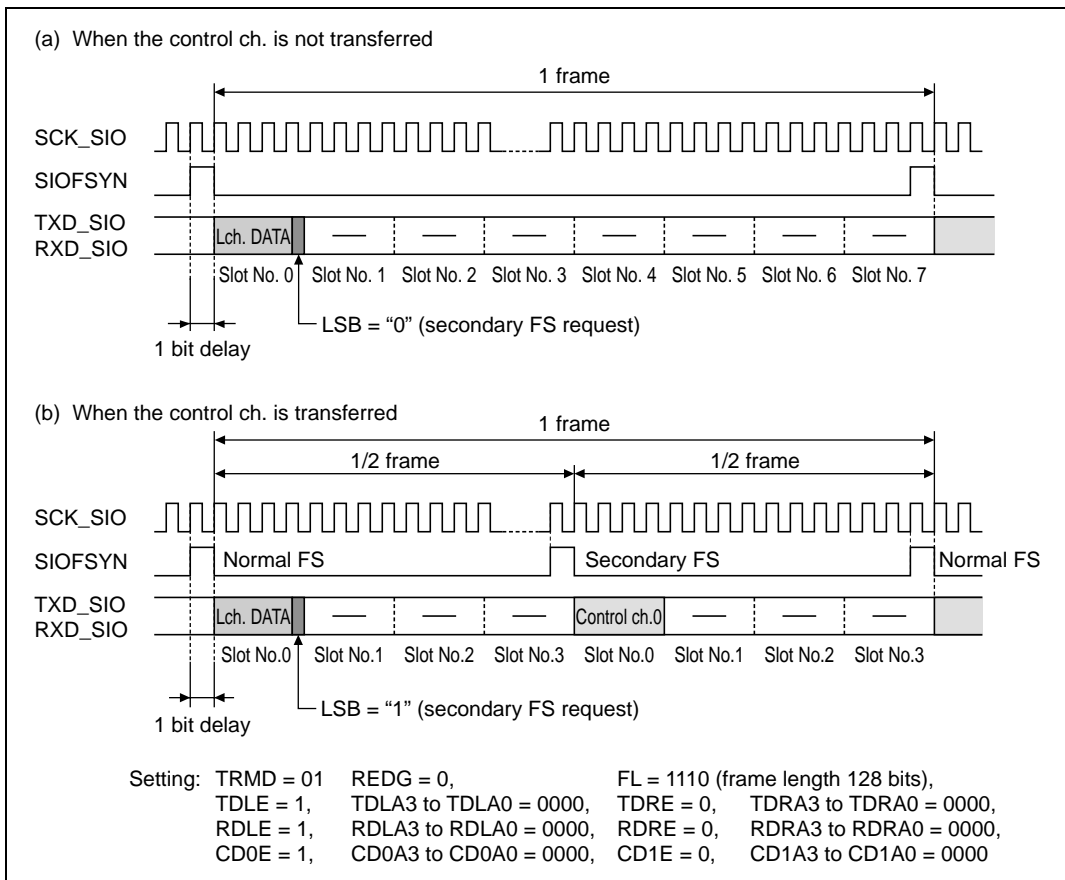 (a) When the control ch. is not transferred
1 frame
SCK_SIO
SIOFSYN
TXD_SIO
RXD_SIO
Lch. DATA
Slot No. 0 Slot No. 1 Slot No. 2 Slot No. 3 Slot No. 4 Slot No. 5 Slot No. 6 Slot No. 7
LSB = “0” (secondary FS request)
1 bit delay
(b) When the control ch. is transferred
1 frame
1/2 frame 1/2 frame
SCK_SIO
SIOFSYN Normal FS Secondary FS Normal FS
TXD_SIO
RXD_SIO
Lch. DATA Control ch.0
Slot No.0 Slot No.1 Slot No.2 Slot No.3 Slot No.0 Slot No.1 Slot No.2 Slot No.3
LSB = “1” (secondary FS request)
1 bit delay
Setting: TRMD = 01 REDG = 0, FL = 1110 (frame length 128 bits),
TDLE = 1, TDLA3 to TDLA0 = 0000, TDRE = 0, TDRA3 to TDRA0 = 0000,
RDLE = 1, RDLA3 to RDLA0 = 0000, RDRE = 0, RDRA3 to RDRA0 = 0000,
CD0E = 1, CD0A3 to CD0A0 = 0000, CD1E = 0, CD1A3 to CD1A0 = 0000